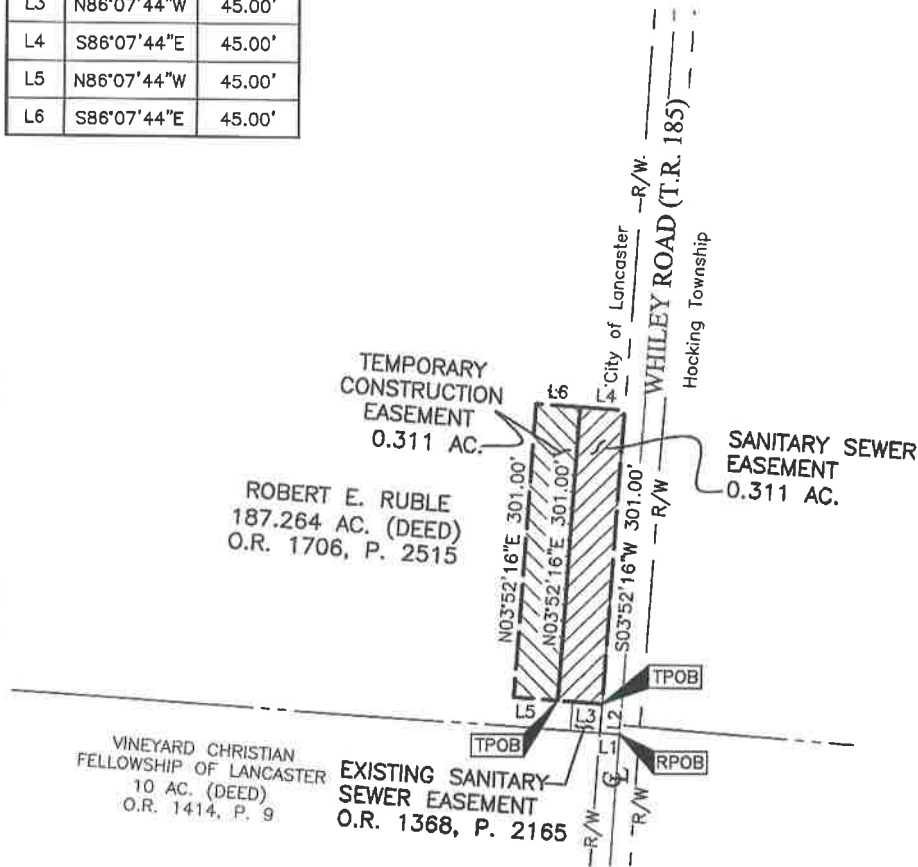 L3 N86°07'44"W 45.00'
L4 S86°07'44"E 45.00'
L5 N86°07'44"W 45.00'
L6 S86°07'44"E 45.00'
R/W
WHILEY ROAD (T.R. 185)
City of Lancaster
Hocking Township
R/W
TEMPORARY
CONSTRUCTION
EASEMENT
0.311 AC.
L6
L4
SANITARY SEWER
EASEMENT
0.311 AC.
ROBERT E. RUBLE
187.264 AC. (DEED)
O.R. 1706, P. 2515
N03°52'16"E 301.00'
N03°52'16"E 301.00'
S03°52'16"W 301.00'
TPOB
L5
L3
L2
TPOB
L1
RPOB
VINEYARD CHRISTIAN
FELLOWSHIP OF LANCASTER
10 AC. (DEED)
O.R. 1414, P. 9
EXISTING SANITARY
SEWER EASEMENT
O.R. 1368, P. 2165
R/W
CL
R/W